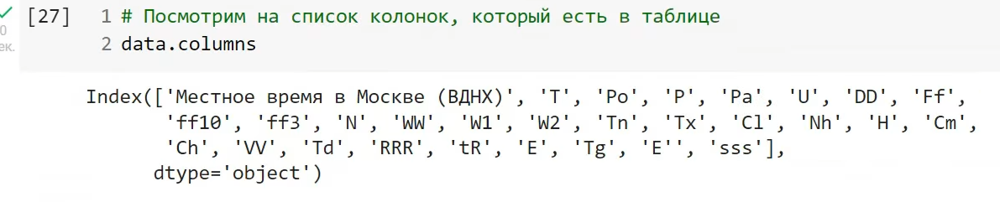 [27] 1 # Посмотрим на список колонок, который есть в таблице
0 2 data.columns
ек.
Index(['Местное время в Москве (ВДНХ)', 'T', 'Po', 'P', 'Pa', 'U', 'DD', 'Ff',
'ff10', 'ff3', 'N', 'WW', 'W1', 'W2', 'Tn', 'Tx', 'Cl', 'Nh', 'H', 'Cm',
'Ch', 'VV', 'Td', 'RRR', 'tR', 'E', 'Tg', 'E'', 'sss'],
dtype='object')